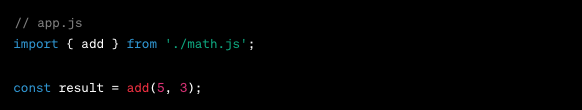 // app.js
import { add } from './math.js';
const result = add(5, 3);